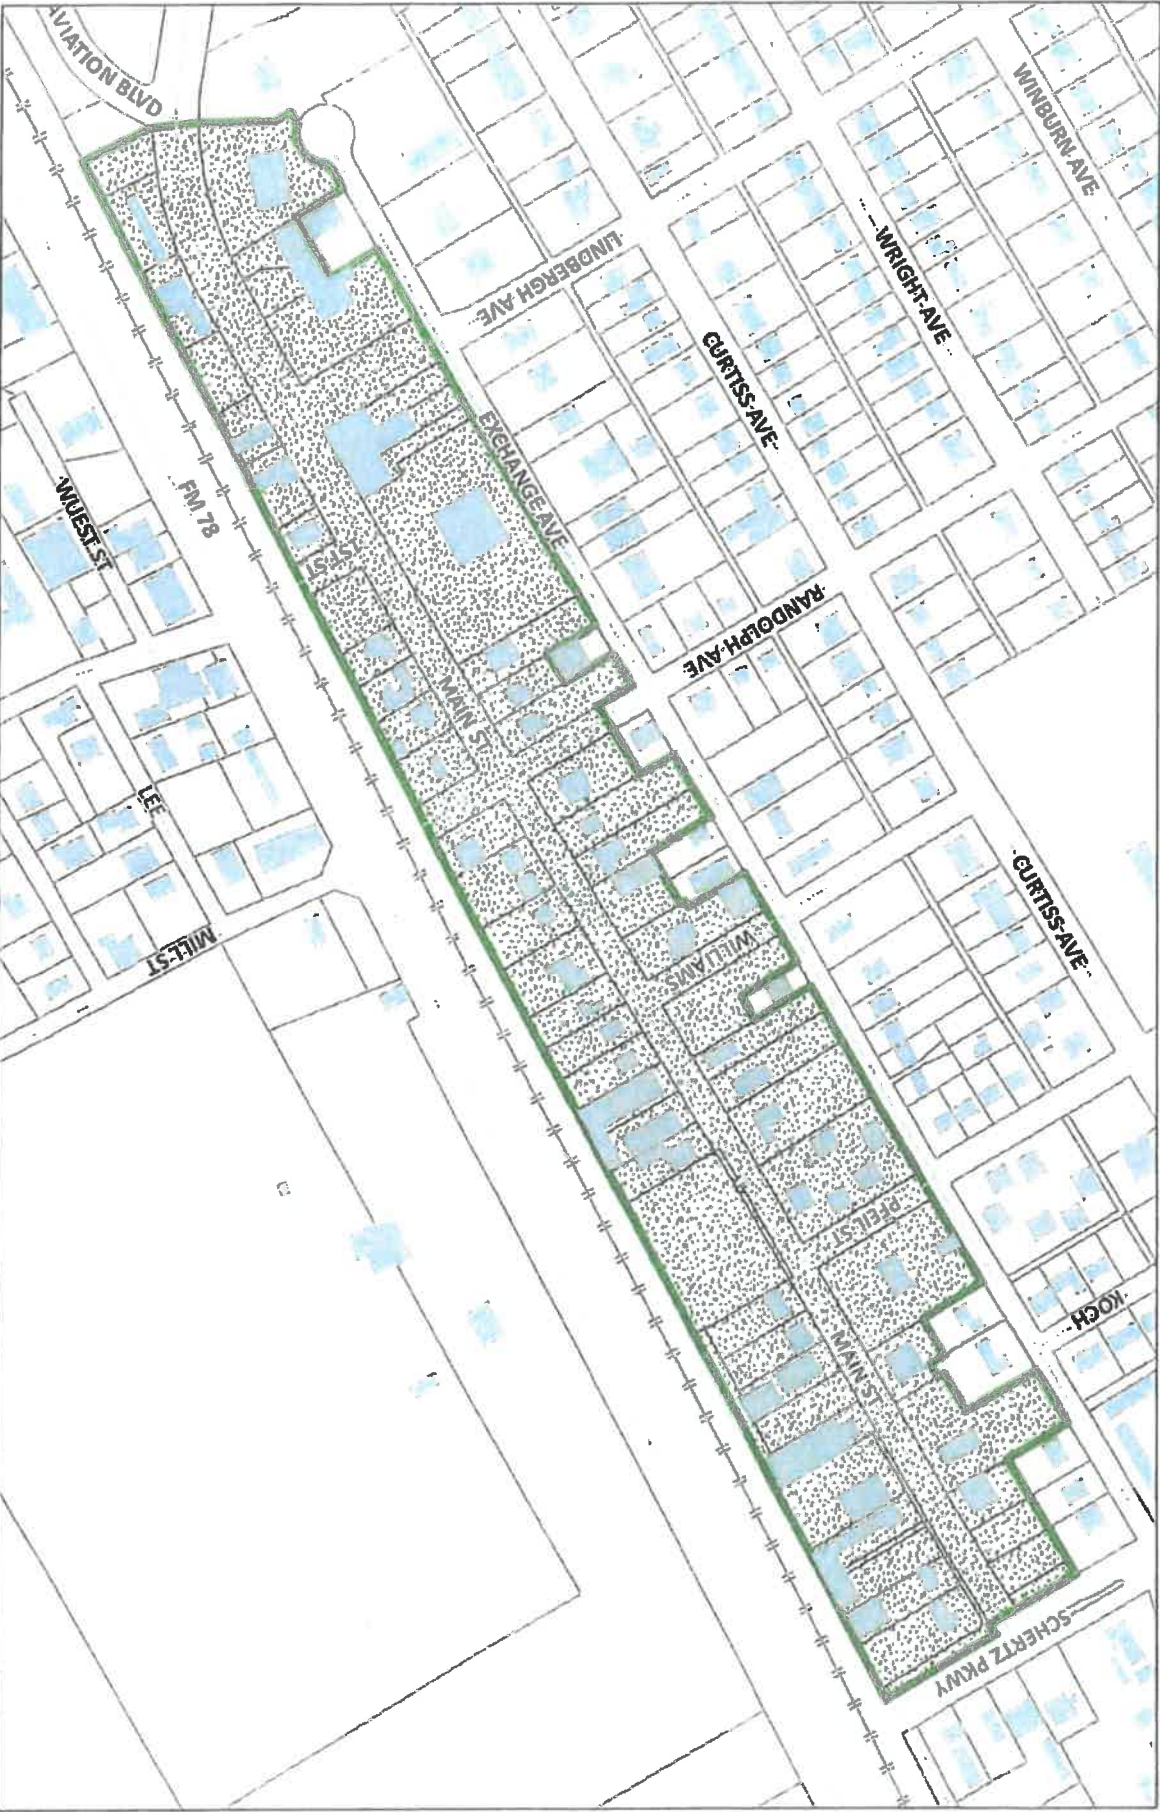 AVIATION BLVD
WINBURN AVE
LINDBERGH AVE
WRIGHT AVE
CURTISS AVE
EXCHANGE AVE
FM 78
WUEST ST
1ST ST
RANDOLPH AVE
MAIN ST
LEE
CURTISS AVE
MILL ST
WILLIAMS
PFEIL ST
KOCH
MAIN ST
SCHERTZ PKWY